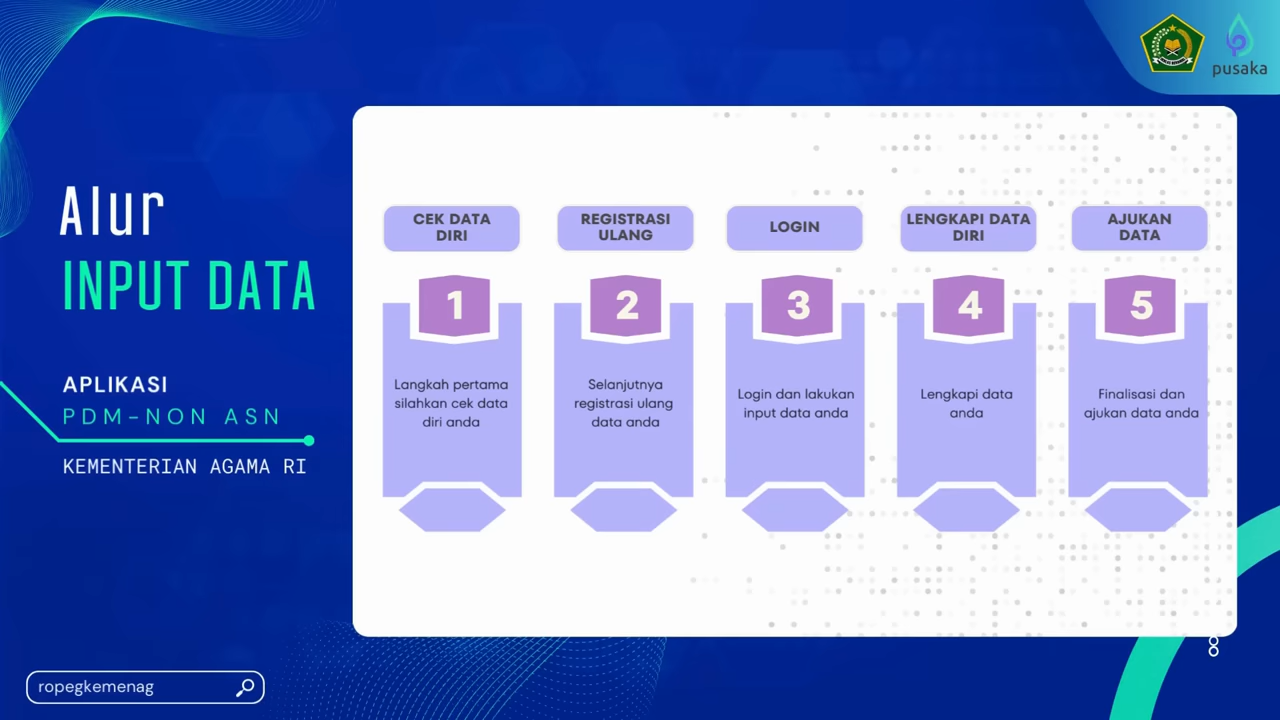 pusaka
Alur
INPUT DATA
APLIKASI
PDM-NON ASN
KEMENTERIAN AGAMA RI
CEK DATA
DIRI
1
Langkah pertama
silahkan cek data
diri anda
REGISTRASI
ULANG
2
Selanjutnya
registrasi ulang
data anda
LOGIN
3
Login dan lakukan
input data anda
LENGKAPI DATA
DIRI
4
Lengkapi data
anda
AJUKAN
DATA
5
Finalisasi dan
ajukan data anda
ropegkemenag